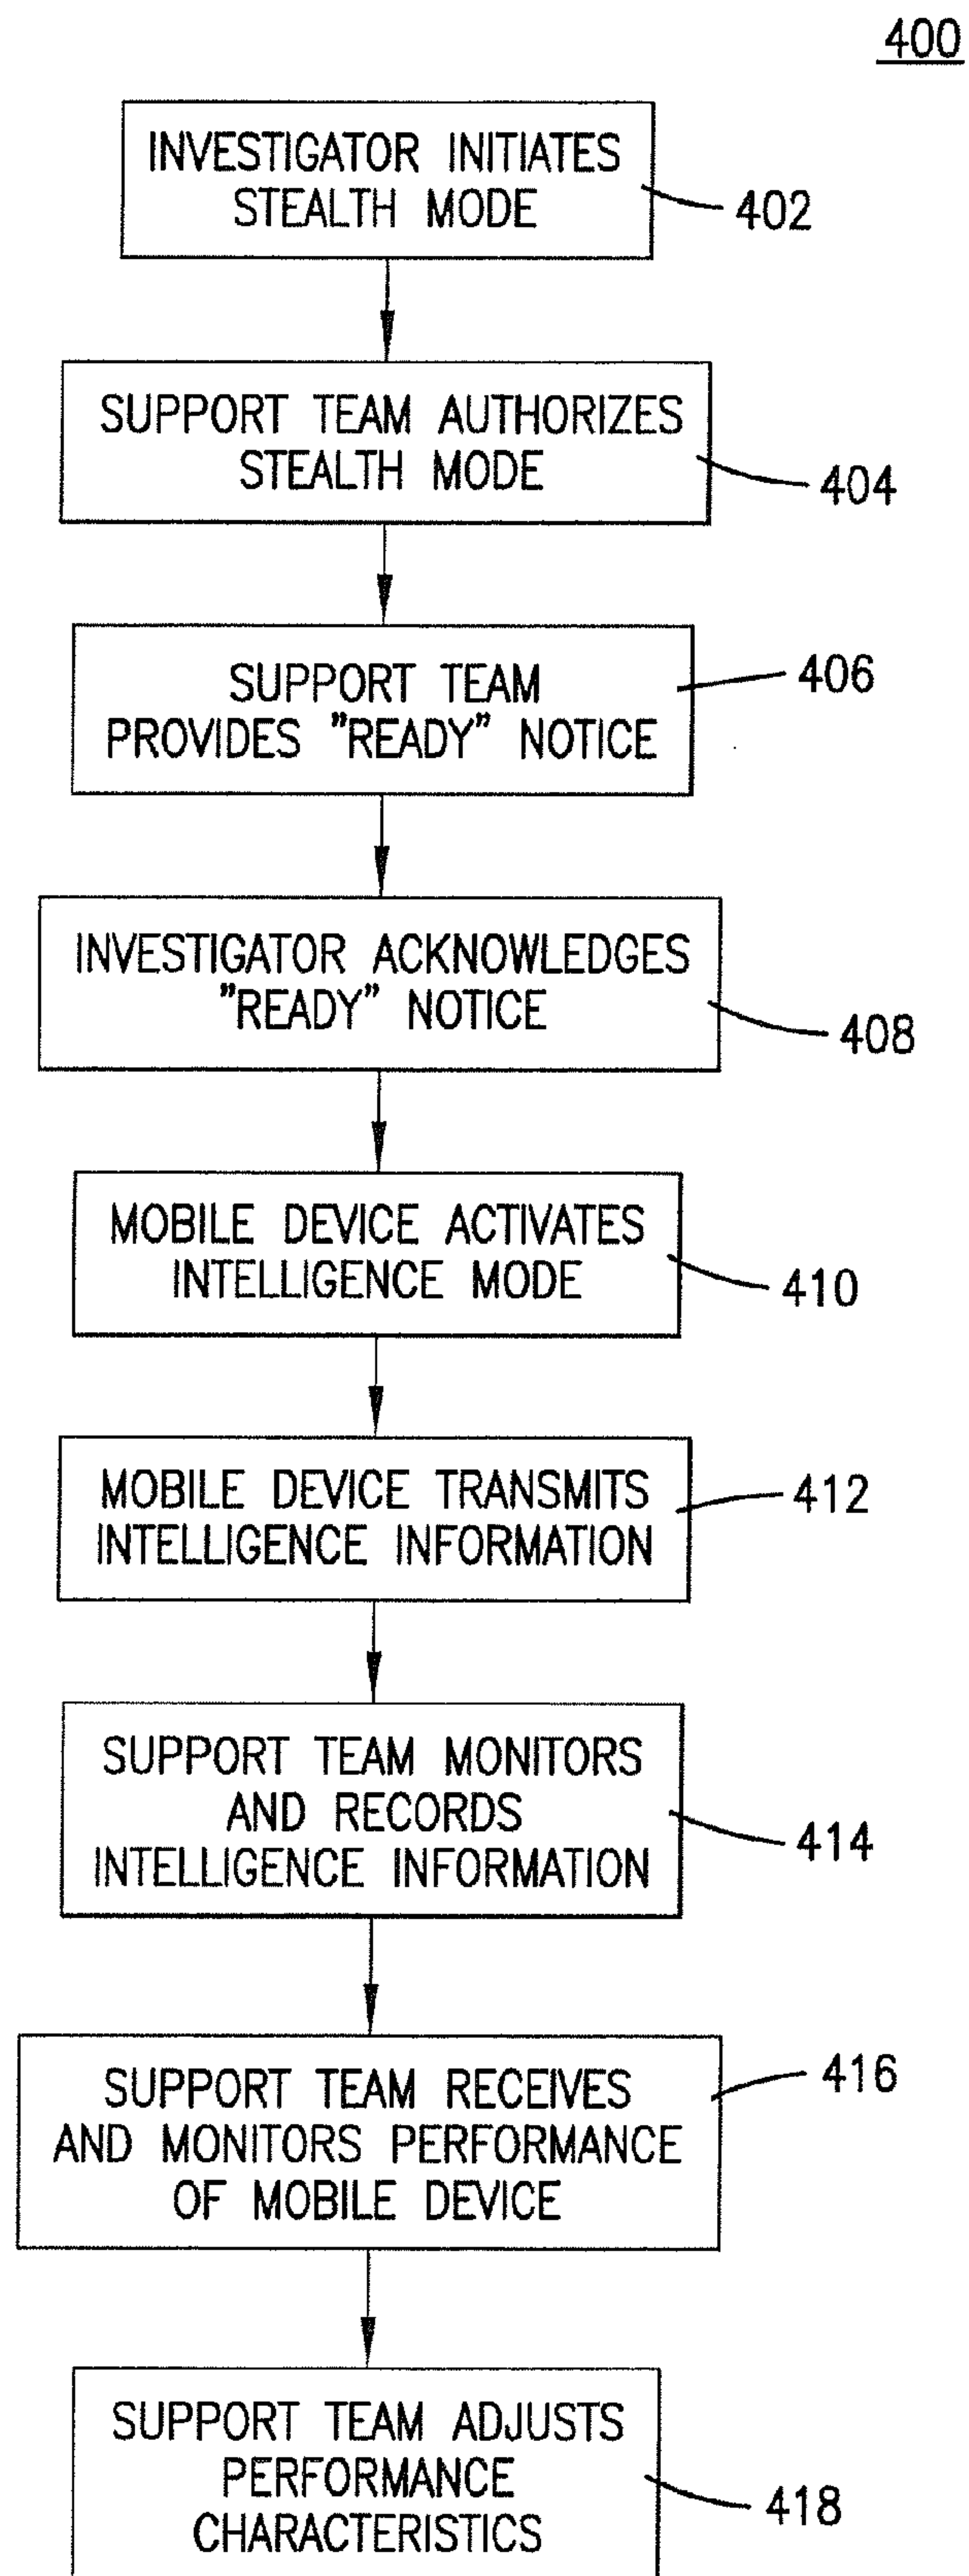 400
INVESTIGATOR INITIATES
STEALTH MODE
402
SUPPORT TEAM AUTHORIZES
STEALTH MODE
404
SUPPORT TEAM
PROVIDES "READY" NOTICE
406
INVESTIGATOR ACKNOWLEDGES
"READY" NOTICE
408
MOBILE DEVICE ACTIVATES
INTELLIGENCE MODE
410
MOBILE DEVICE TRANSMITS
INTELLIGENCE INFORMATION
412
SUPPORT TEAM MONITORS
AND RECORDS
INTELLIGENCE INFORMATION
414
SUPPORT TEAM RECEIVES
AND MONITORS PERFORMANCE
OF MOBILE DEVICE
416
SUPPORT TEAM ADJUSTS
PERFORMANCE
CHARACTERISTICS
418